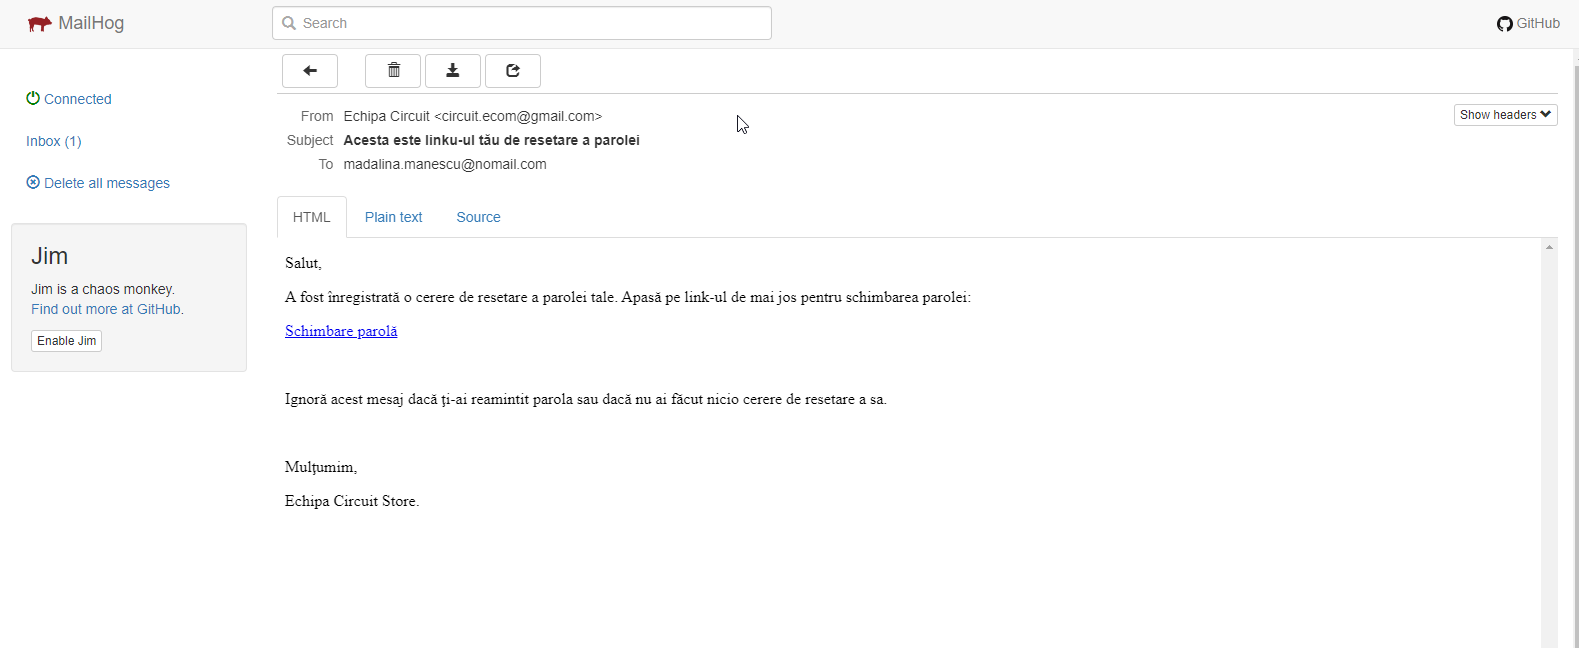 MailHog
Search
GitHub
Connected
Inbox (1)
Delete all messages
Jim
Jim is a chaos monkey.
Find out more at GitHub.
Enable Jim
From Echipa Circuit <circuit.ecom@gmail.com>
Show headers
Subject Acesta este linku-ul tău de resetare a parolei
To madalina.manescu@nomail.com
HTML Plain text Source
Salut,
A fost înregistrată o cerere de resetare a parolei tale. Apasă pe link-ul de mai jos pentru schimbarea parolei:
Schimbare parolă
Ignoră acest mesaj dacă ţi-ai reamintit parola sau dacă nu ai făcut nicio cerere de resetare a sa.
Mulţumim,
Echipa Circuit Store.